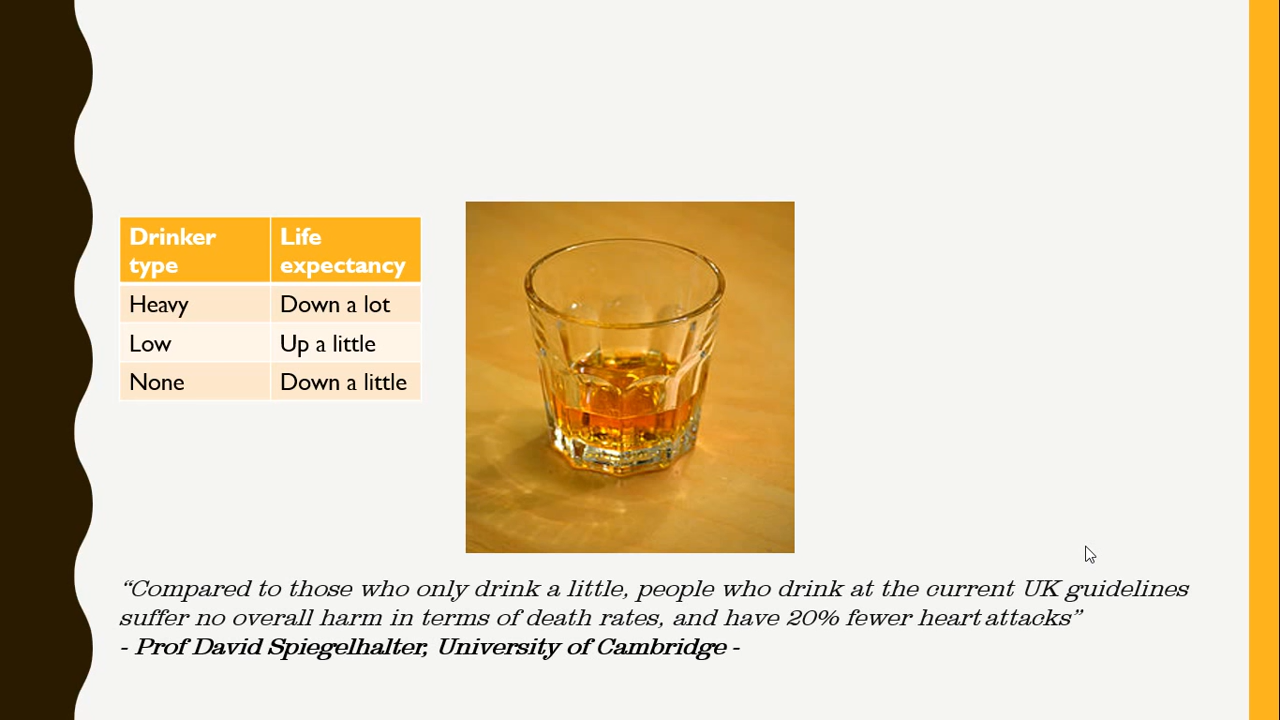 Drinker type
Life expectancy
Heavy
Down a lot
Low
Up a little
None
Down a little
“Compared to those who only drink a little, people who drink at the current UK guidelines
suffer no overall harm in terms of death rates, and have 20% fewer heart attacks”
- Prof David Spiegelhalter, University of Cambridge -